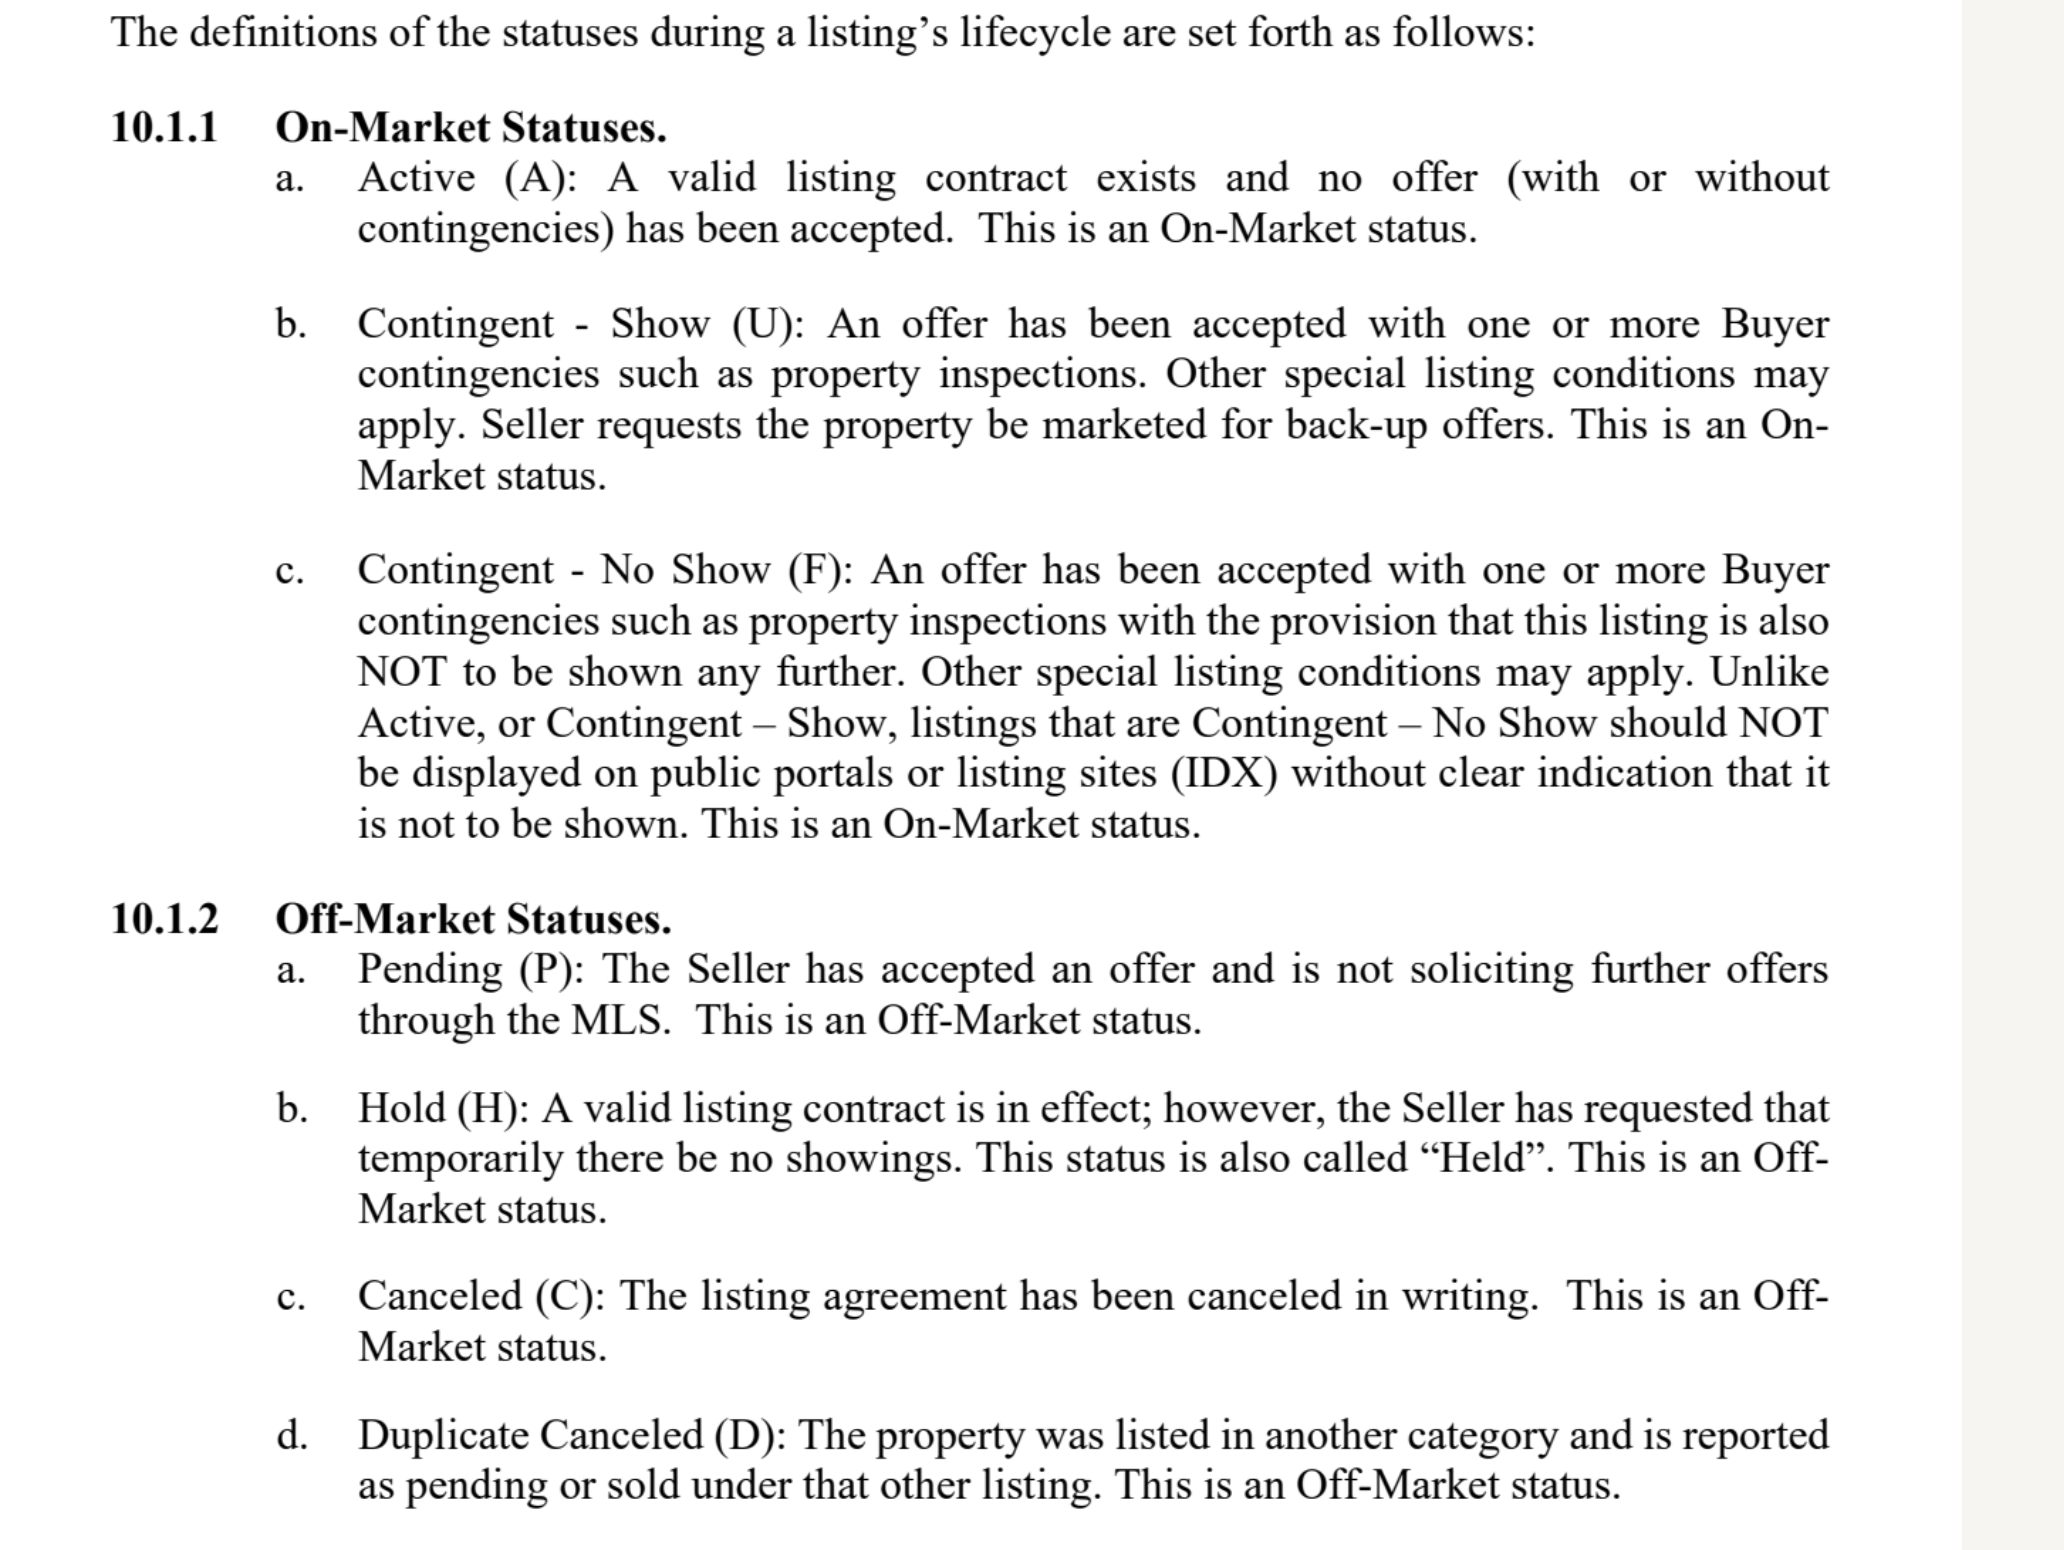 The definitions of the statuses during a listing’s lifecycle are set forth as follows:
10.1.1 On-Market Statuses.
a. Active (A): A valid listing contract exists and no offer (with or without
contingencies) has been accepted.  This is an On-Market status.
b. Contingent - Show (U): An offer has been accepted with one or more Buyer
contingencies such as property inspections. Other special listing conditions may
apply. Seller requests the property be marketed for back-up offers. This is an On-
Market status.
c. Contingent - No Show (F): An offer has been accepted with one or more Buyer
contingencies such as property inspections with the provision that this listing is also
NOT to be shown any further. Other special listing conditions may apply. Unlike
Active, or Contingent – Show, listings that are Contingent – No Show should NOT
be displayed on public portals or listing sites (IDX) without clear indication that it
is not to be shown. This is an On-Market status.
10.1.2 Off-Market Statuses.
a. Pending (P): The Seller has accepted an offer and is not soliciting further offers
through the MLS.  This is an Off-Market status.
b. Hold (H): A valid listing contract is in effect; however, the Seller has requested that
temporarily there be no showings. This status is also called “Held”. This is an Off-
Market status.
c. Canceled (C): The listing agreement has been canceled in writing.  This is an Off-
Market status.
d. Duplicate Canceled (D): The property was listed in another category and is reported
as pending or sold under that other listing. This is an Off-Market status.